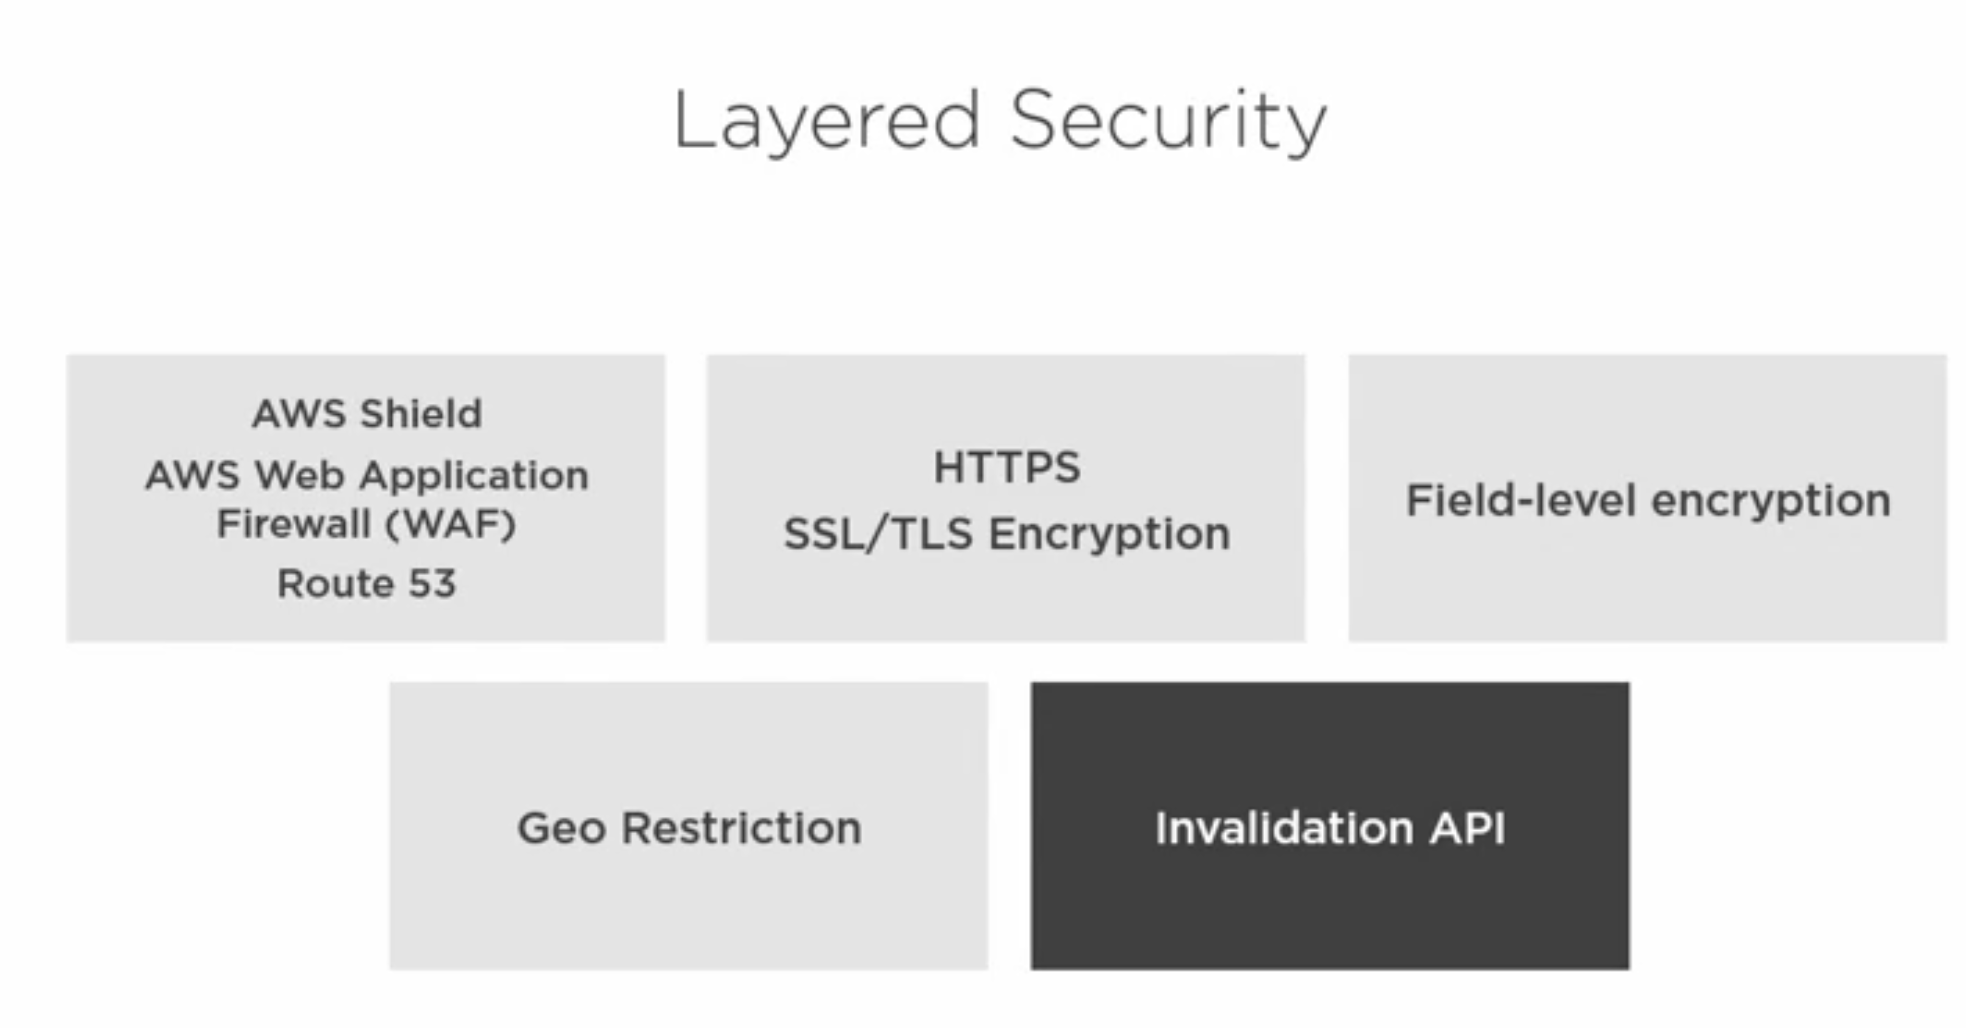 Layered Security
AWS Shield
AWS Web Application
Firewall (WAF)
Route 53
HTTPS
SSL/TLS Encryption
Field-level encryption
Geo Restriction
Invalidation API